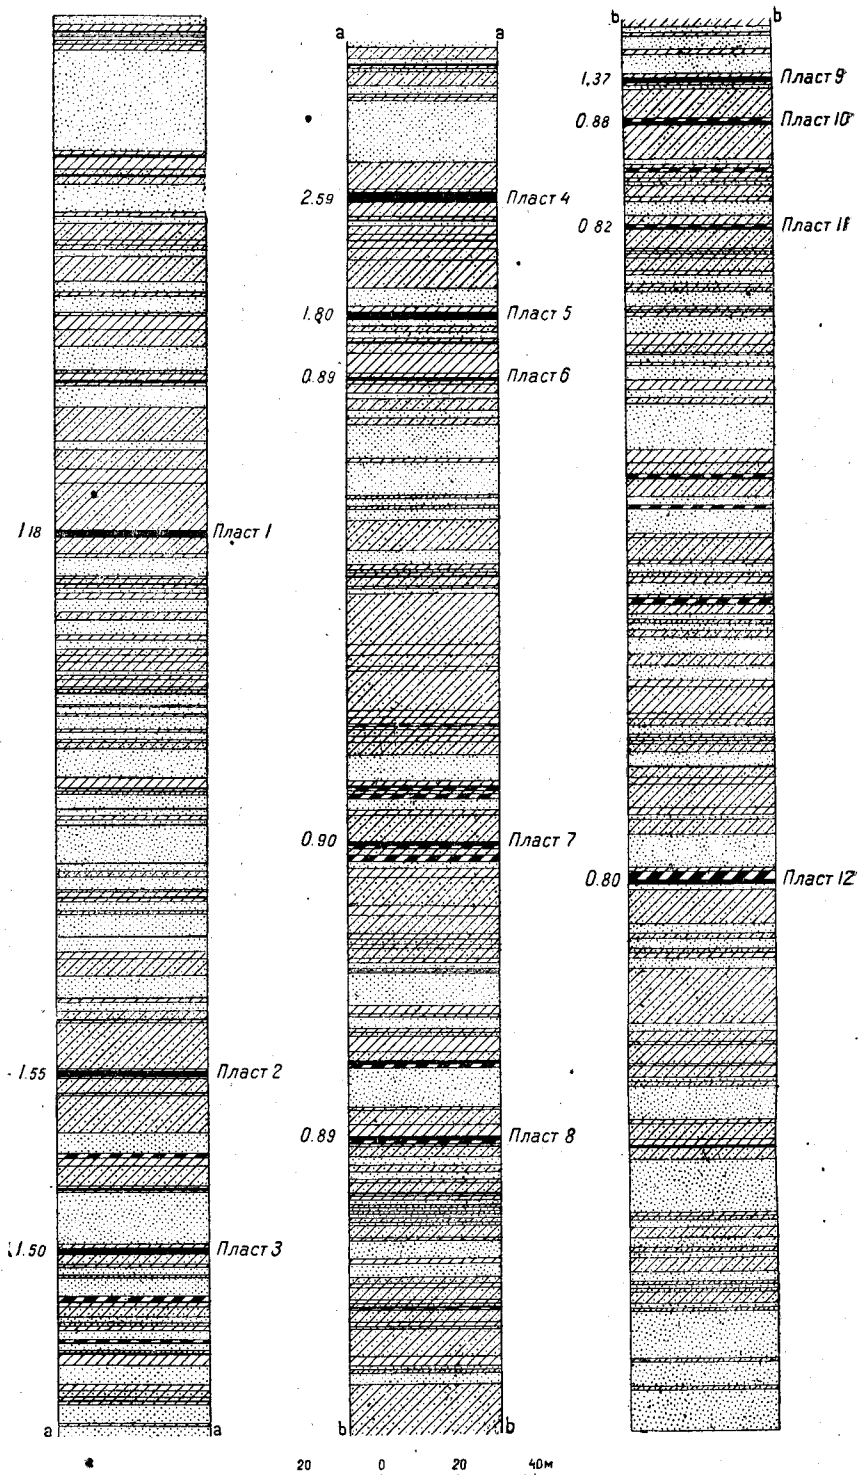 1.18 Пласт 1
1.55 Пласт 2
1.50 Пласт 3
a a
a a
2.59 Пласт 4
1.80 Пласт 5
0.89 Пласт 6
0.90 Пласт 7
0.89 Пласт 8
b b
b b
1.37 Пласт 9
0.88 Пласт 10
0.82 Пласт 11
0.80 Пласт 12
20 0 20 40м